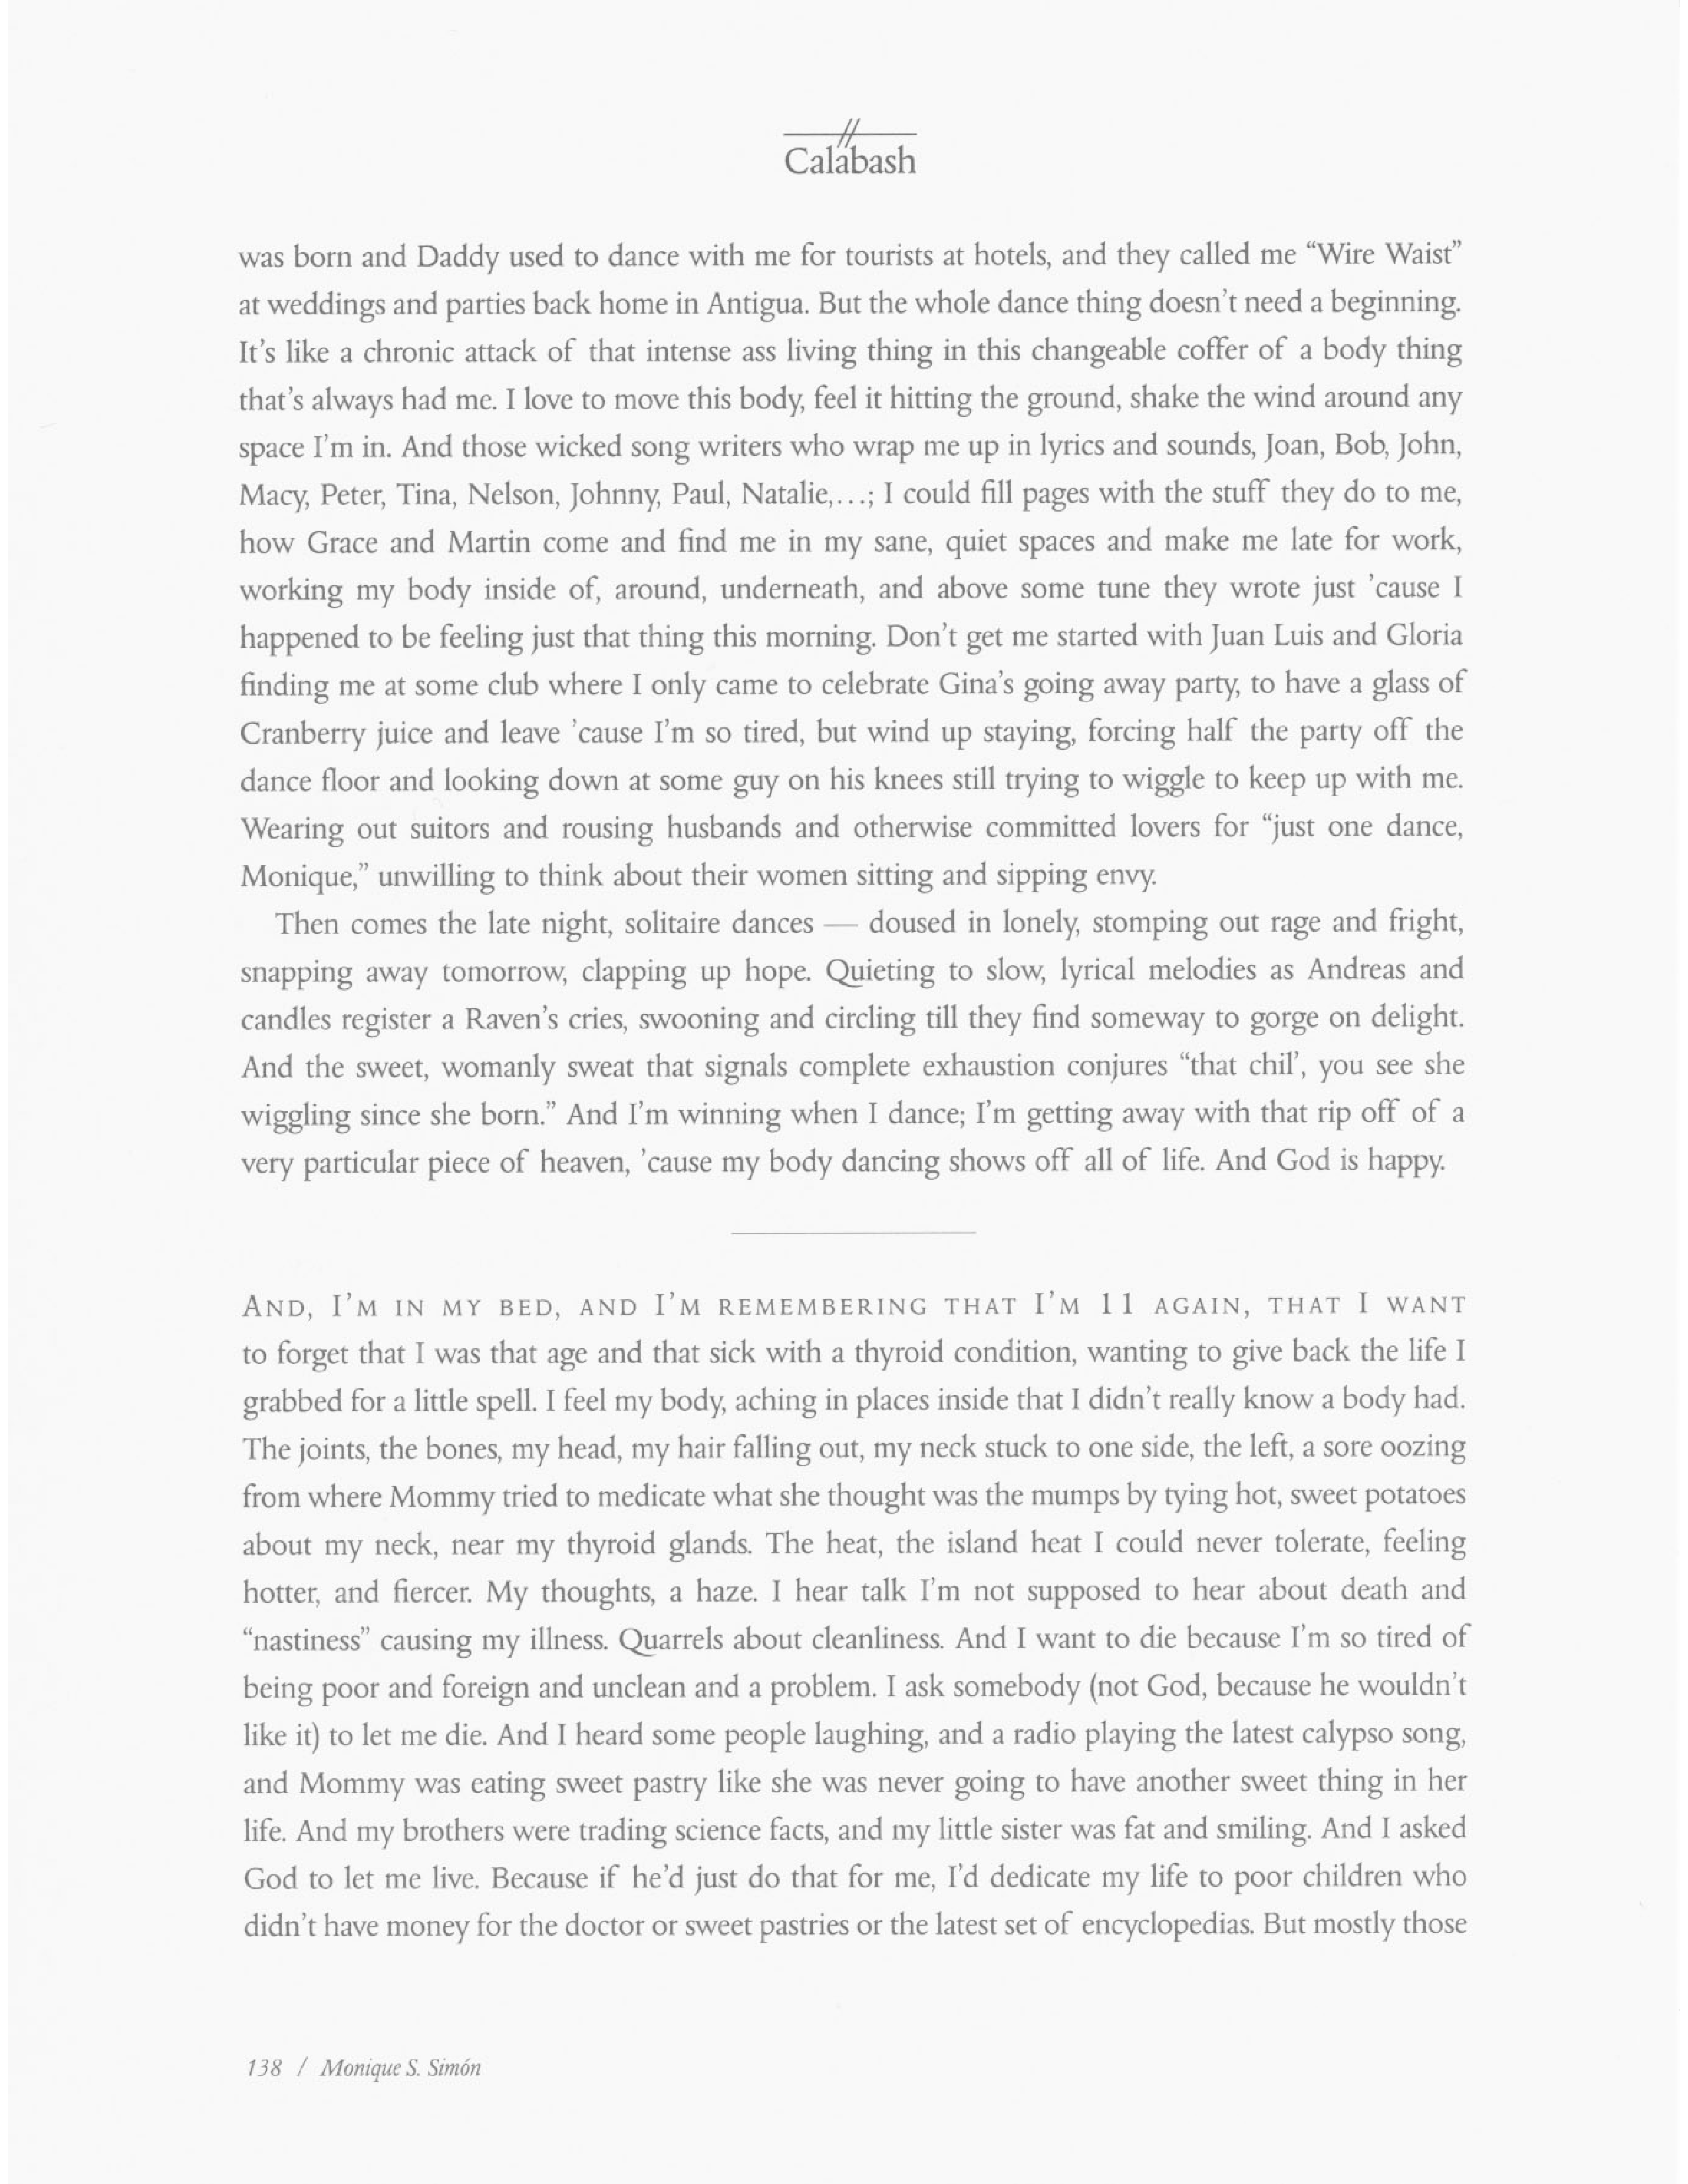 Calabash
was born and Daddy used to dance with me for tourists at hotels, and they called me “Wire Waist”
at weddings and parties back home in Antigua. But the whole dance thing doesn’t need a beginning.
It’s like a chronic attack of that intense ass living thing in this changeable coffer of a body thing
that’s always had me. I love to move this body, feel it hitting the ground, shake the wind around any
space I’m in. And those wicked song writers who wrap me up in lyrics and sounds, Joan, Bob, John,
Macy, Peter, Tina, Nelson, Johnny, Paul, Natalie,...; I could fill pages with the stuff they do to me,
how Grace and Martin come and find me in my sane, quiet spaces and make me late for work,
working my body inside of, around, underneath, and above some tune they wrote just ’cause I
happened to be feeling just that thing this morning. Don’t get me started with Juan Luis and Gloria
finding me at some club where I only came to celebrate Gina’s going away party, to have a glass of
Cranberry juice and leave ’cause I’m so tired, but wind up staying, forcing half the party off the
dance floor and looking down at some guy on his knees still trying to wiggle to keep up with me.
Wearing out suitors and rousing husbands and otherwise committed lovers for “just one dance,
Monique,” unwilling to think about their women sitting and sipping envy.
Then comes the late night, solitaire dances — doused in lonely, stomping out rage and fright,
snapping away tomorrow, clapping up hope. Quieting to slow, lyrical melodies as Andreas and
candles register a Raven’s cries, swooning and circling till they find someway to gorge on delight.
And the sweet, womanly sweat that signals complete exhaustion conjures “that chil’, you see she
wiggling since she born.” And I’m winning when I dance; I’m getting away with that rip off of a
very particular piece of heaven, ’cause my body dancing shows off all of life. And God is happy.
AND, I’M IN MY BED, AND I’M REMEMBERING THAT I’M 11 AGAIN, THAT I WANT
to forget that I was that age and that sick with a thyroid condition, wanting to give back the life I
grabbed for a little spell. I feel my body, aching in places inside that I didn’t really know a body had.
The joints, the bones, my head, my hair falling out, my neck stuck to one side, the left, a sore oozing
from where Mommy tried to medicate what she thought was the mumps by tying hot, sweet potatoes
about my neck, near my thyroid glands. The heat, the island heat I could never tolerate, feeling
hotter, and fiercer. My thoughts, a haze. I hear talk I’m not supposed to hear about death and
“nastiness” causing my illness. Quarrels about cleanliness. And I want to die because I’m so tired of
being poor and foreign and unclean and a problem. I ask somebody (not God, because he wouldn’t
like it) to let me die. And I heard some people laughing, and a radio playing the latest calypso song,
and Mommy was eating sweet pastry like she was never going to have another sweet thing in her
life. And my brothers were trading science facts, and my little sister was fat and smiling. And I asked
God to let me live. Because if he’d just do that for me, I’d dedicate my life to poor children who
didn’t have money for the doctor or sweet pastries or the latest set of encyclopedias. But mostly those
138 / Monique S. Simón